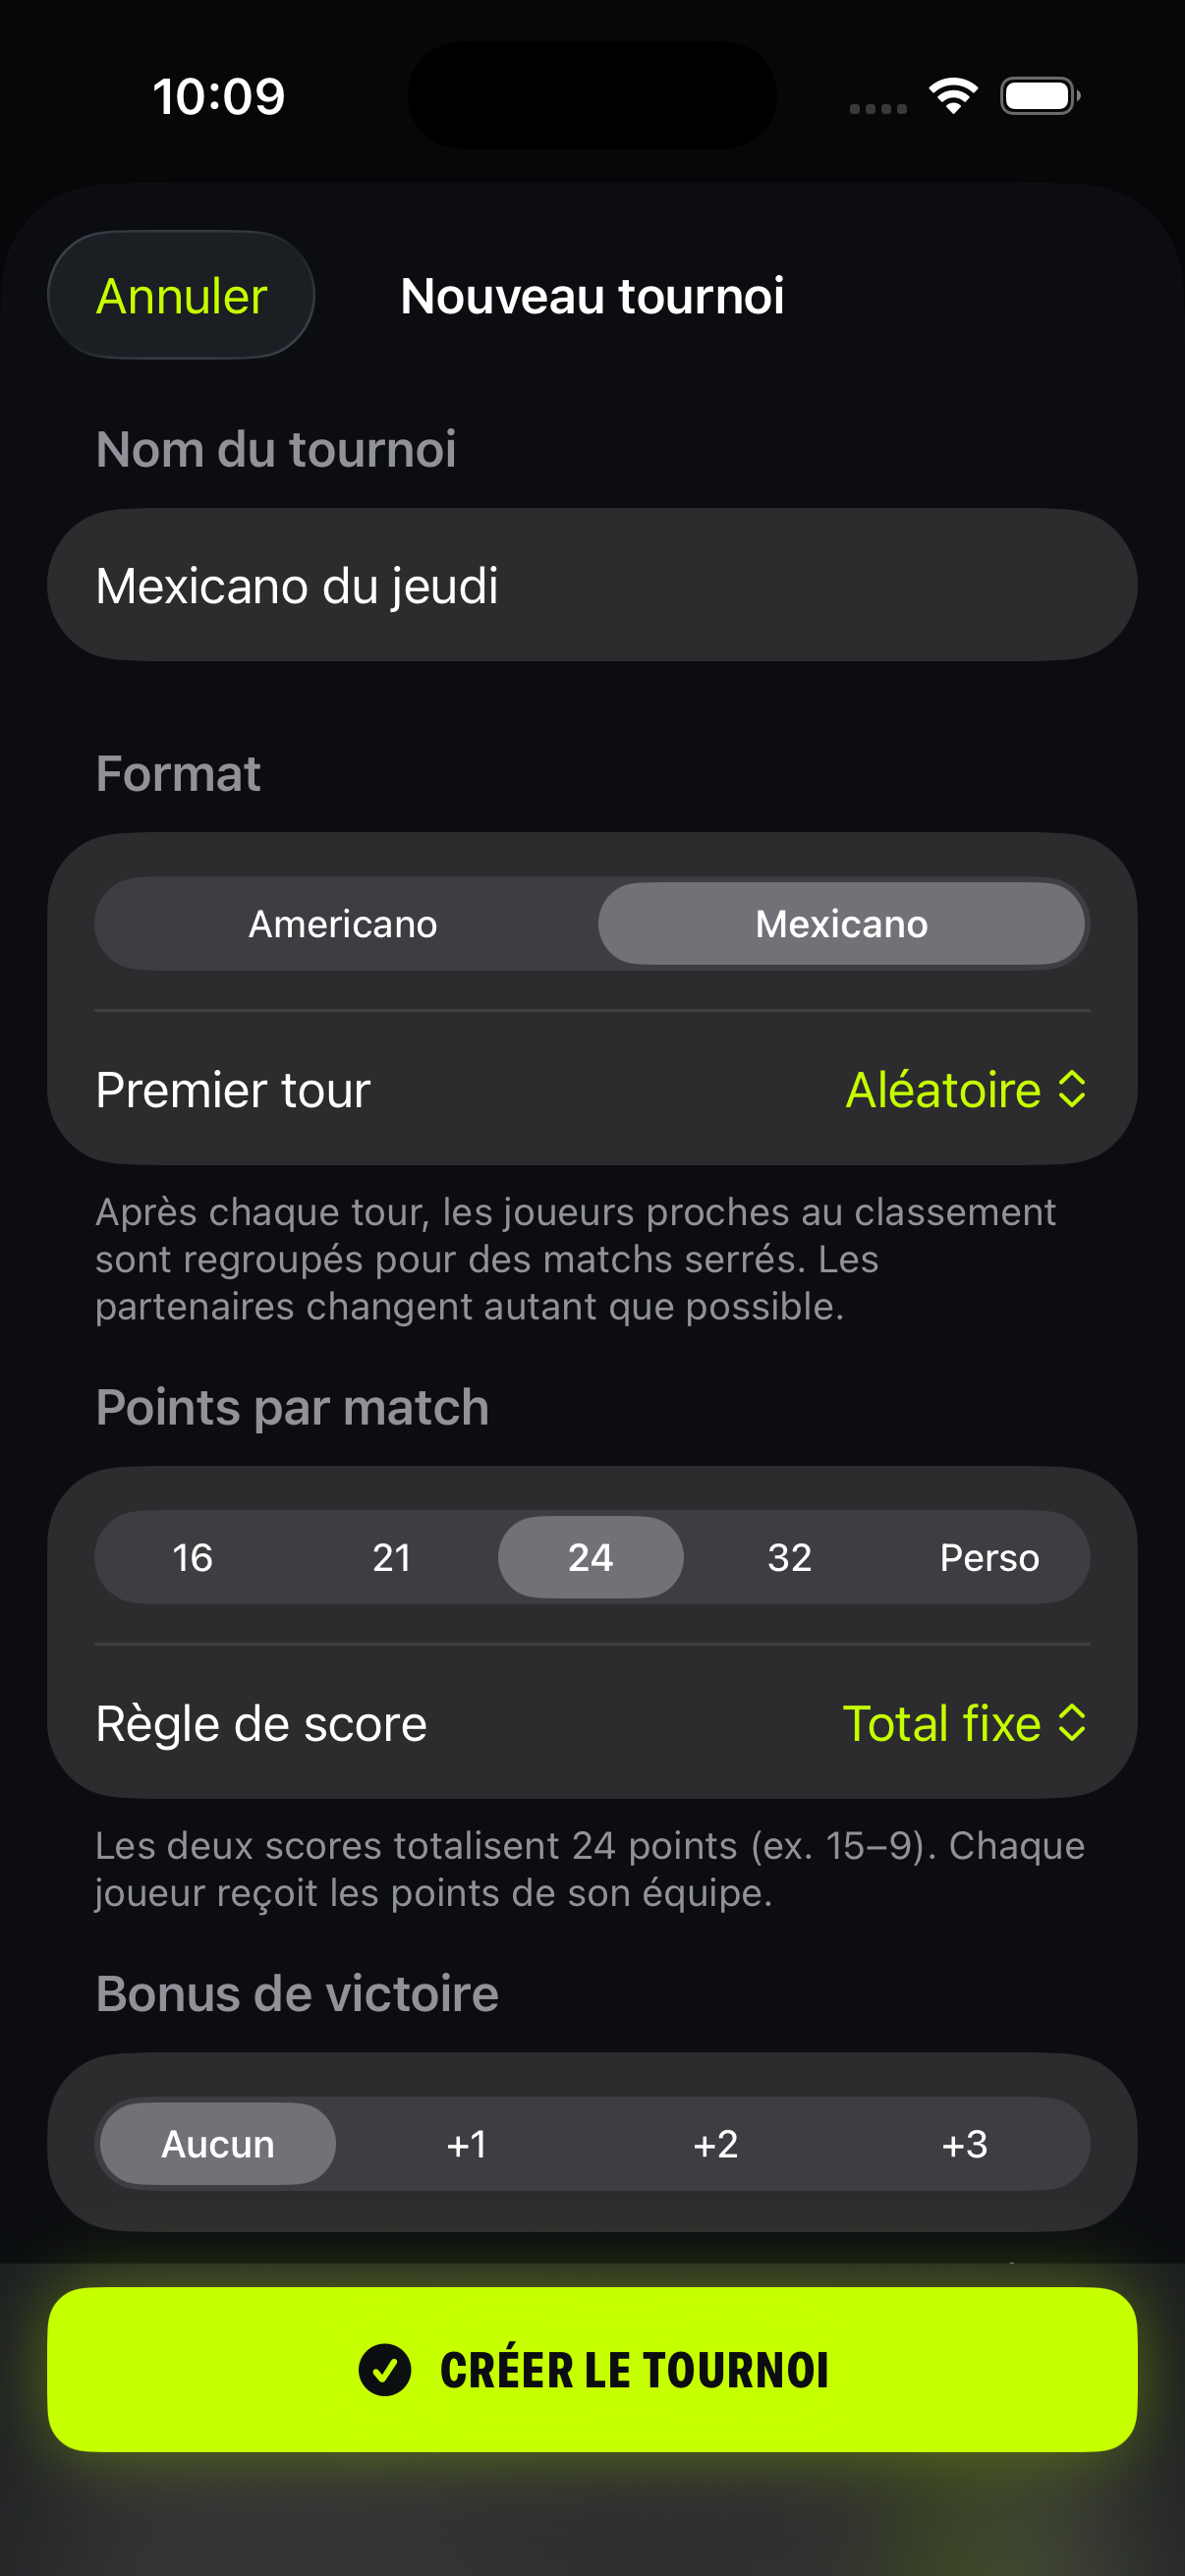 10:09
Annuler
Nouveau tournoi
Nom du tournoi
Mexicano du jeudi
Format
Americano
Mexicano
Premier tour
Aléatoire
Après chaque tour, les joueurs proches au classement
sont regroupés pour des matchs serrés. Les
partenaires changent autant que possible.
Points par match
16
21
24
32
Perso
Règle de score
Total fixe
Les deux scores totalisent 24 points (ex. 15–9). Chaque
joueur reçoit les points de son équipe.
Bonus de victoire
Aucun
+1
+2
+3
CRÉER LE TOURNOI